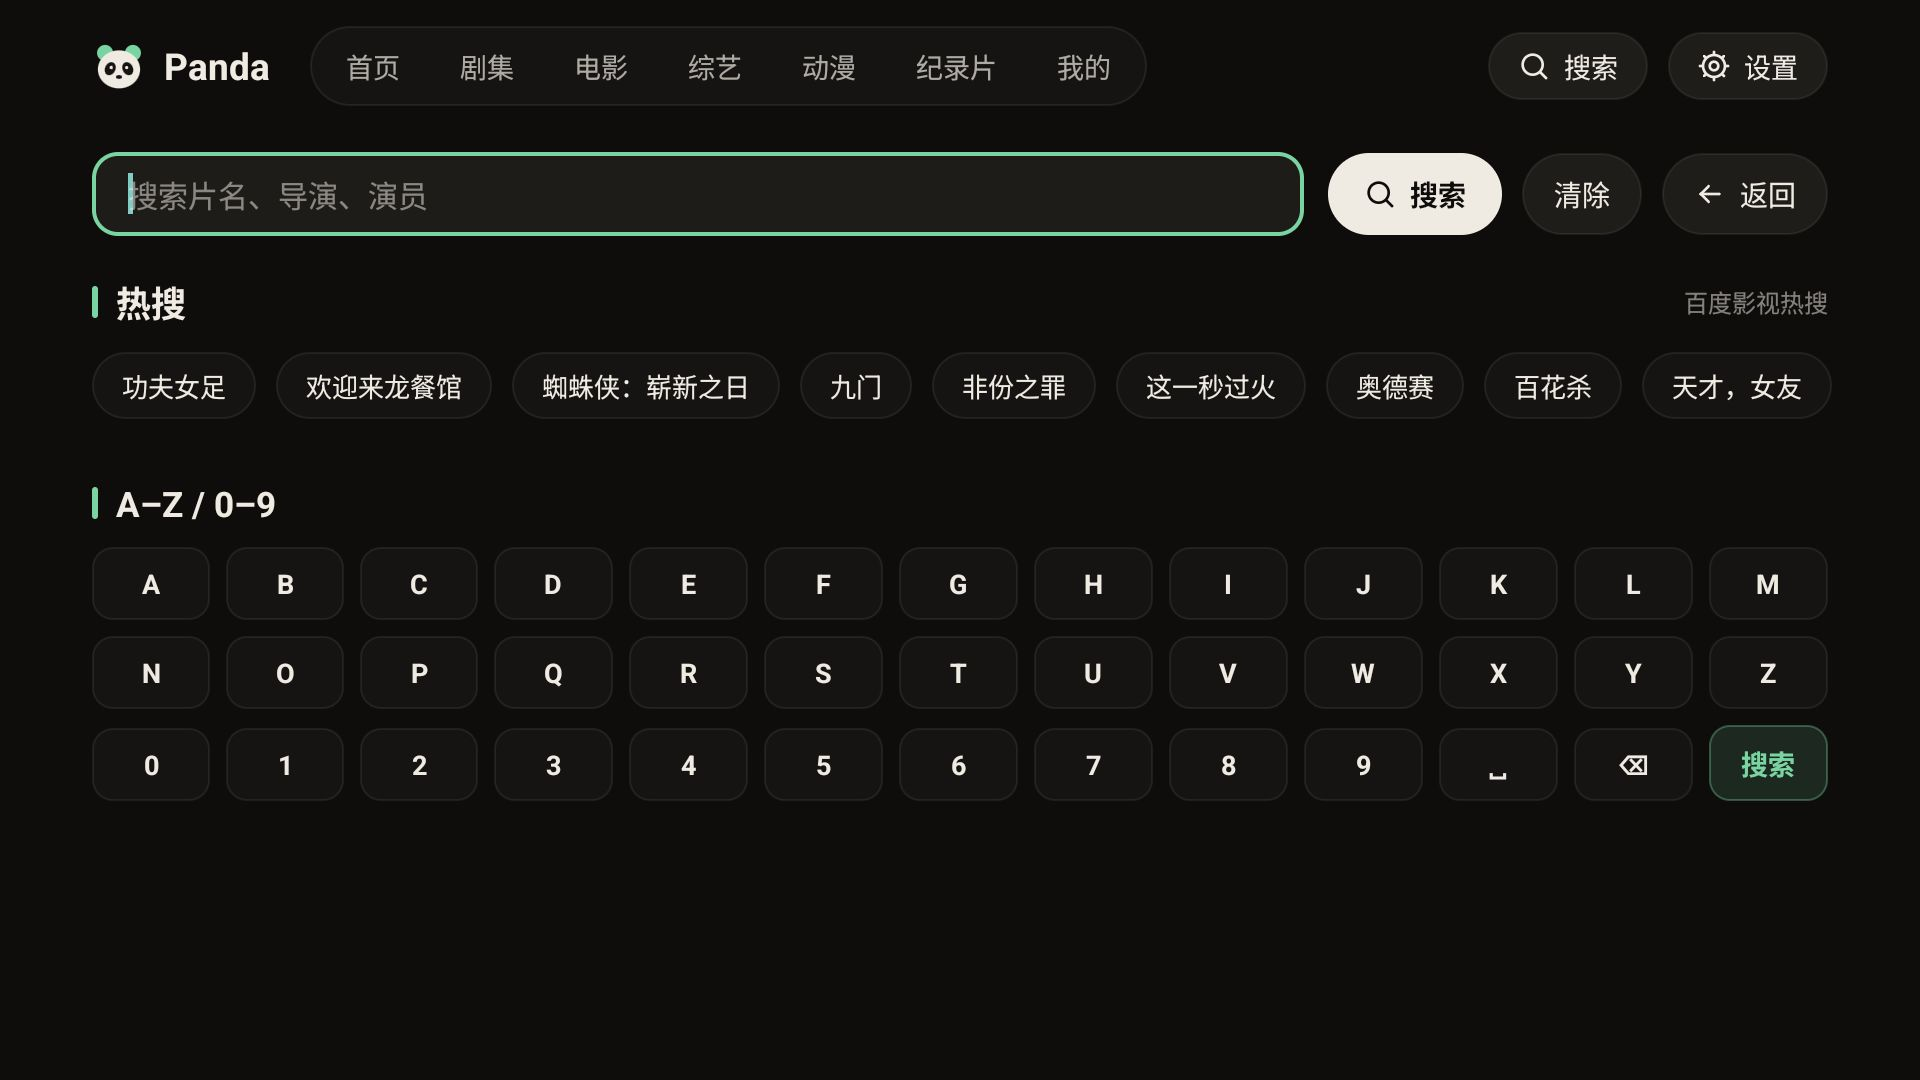 Panda 首页 剧集 电影 综艺 动漫 纪录片 我的 搜索 设置
搜索片名、导演、演员 搜索 清除 返回
热搜 百度影视热搜
功夫女足 欢迎来龙餐馆 蜘蛛侠：崭新之日 九门 非份之罪 这一秒过火 奥德赛 百花杀 天才，女友
A–Z / 0–9
A B C D E F G H I J K L M
N O P Q R S T U V W X Y Z
0 1 2 3 4 5 6 7 8 9 ␣ ⌫ 搜索